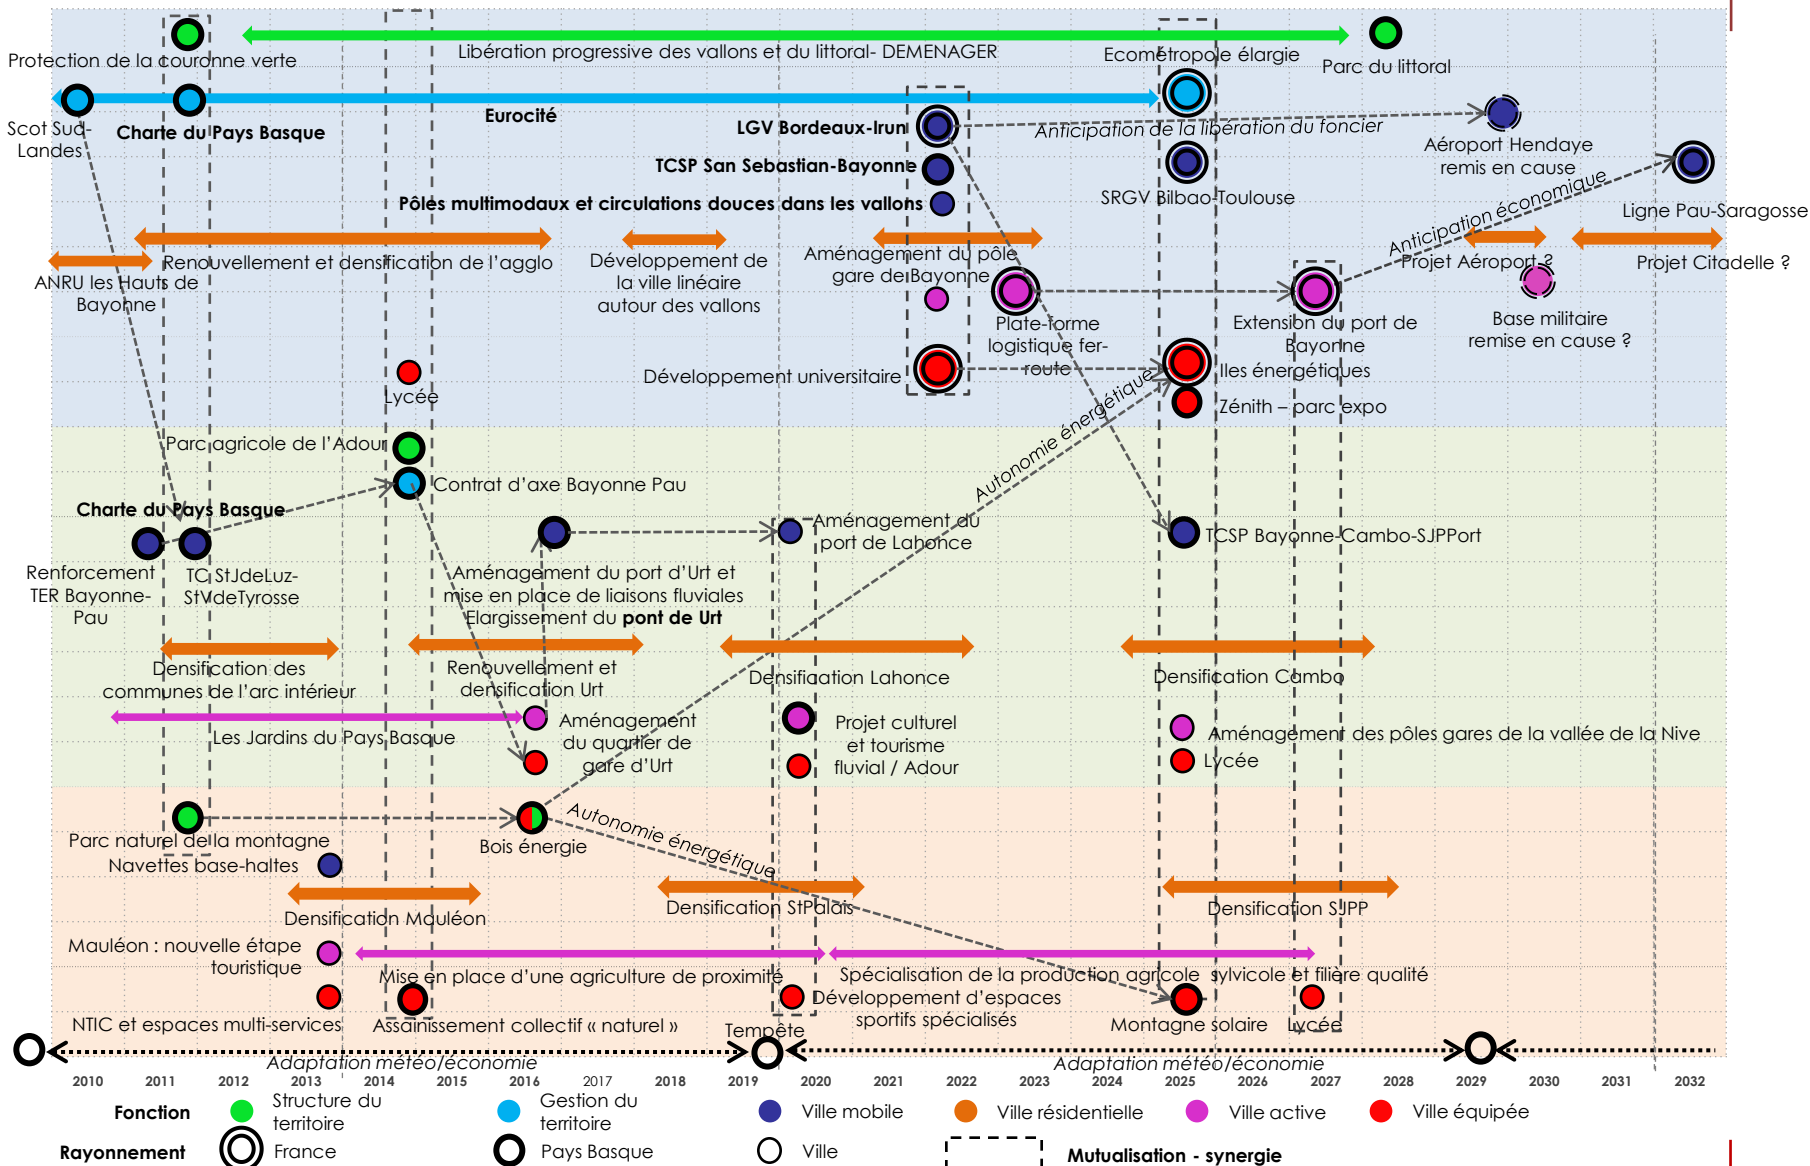 Protection de la couronne verte
Libération progressive des vallons et du littoral- DEMENAGER
Ecométropole élargie
Parc du littoral
Scot Sud-
Landes
Charte du Pays Basque
Eurocité
LGV Bordeaux-Irun
Anticipation de la libération du foncier
Aéroport Hendaye
remis en cause
TCSP San Sebastian-Bayonne
SRGV Bilbao-Toulouse
Pôles multimodaux et circulations douces dans les vallons
Anticipation économique
Ligne Pau-Saragosse
ANRU les Hauts de
Bayonne
Renouvellement et densification de l'agglo
Développement de
la ville linéaire
autour des vallons
Aménagement du pôle
gare de Bayonne
Projet Aéroport ?
Projet Citadelle ?
Plate-forme
logistique fer-
route
Extension du port de
Bayonne
Base militaire
remise en cause ?
Développement universitaire
Iles énergétiques
Lycée
Zénith – parc expo
Autonomie énergétique
Parc agricole de l'Adour
Contrat d'axe Bayonne Pau
Charte du Pays Basque
Renforcement
TER Bayonne-
Pau
TC StJdeLuz-
StVdeTyrosse
Aménagement du port d'Urt et
mise en place de liaisons fluviales
Elargissement du pont de Urt
Aménagement du
port de Lahonce
TCSP Bayonne-Cambo-SJPPort
Densification des
communes de l'arc intérieur
Renouvellement et
densification Urt
Densification Lahonce
Densification Cambo
Les Jardins du Pays Basque
Aménagement
du quartier de
gare d'Urt
Projet culturel
et tourisme
fluvial / Adour
Aménagement des pôles gares de la vallée de la Nive
Lycée
Parc naturel de la montagne
Bois énergie
Autonomie énergétique
Navettes base-haltes
Densification Mauléon
Densification StPalais
Densification SJPP
Mauléon : nouvelle étape
touristique
Mise en place d'une agriculture de proximité
Spécialisation de la production agricole sylvicole et filière qualité
NTIC et espaces multi-services
Assainissement collectif « naturel »
Développement d'espaces
sportifs spécialisés
Montagne solaire
Lycée
Tempête
Adaptation météo/économie
Adaptation météo/économie
2010 2011 2012 2013 2014 2015 2016 2017 2018 2019 2020 2021 2022 2023 2024 2025 2026 2027 2028 2029 2030 2031 2032
Fonction
Structure du
territoire
Gestion du
territoire
Ville mobile
Ville résidentielle
Ville active
Ville équipée
Rayonnement
France
Pays Basque
Ville
Mutualisation - synergie